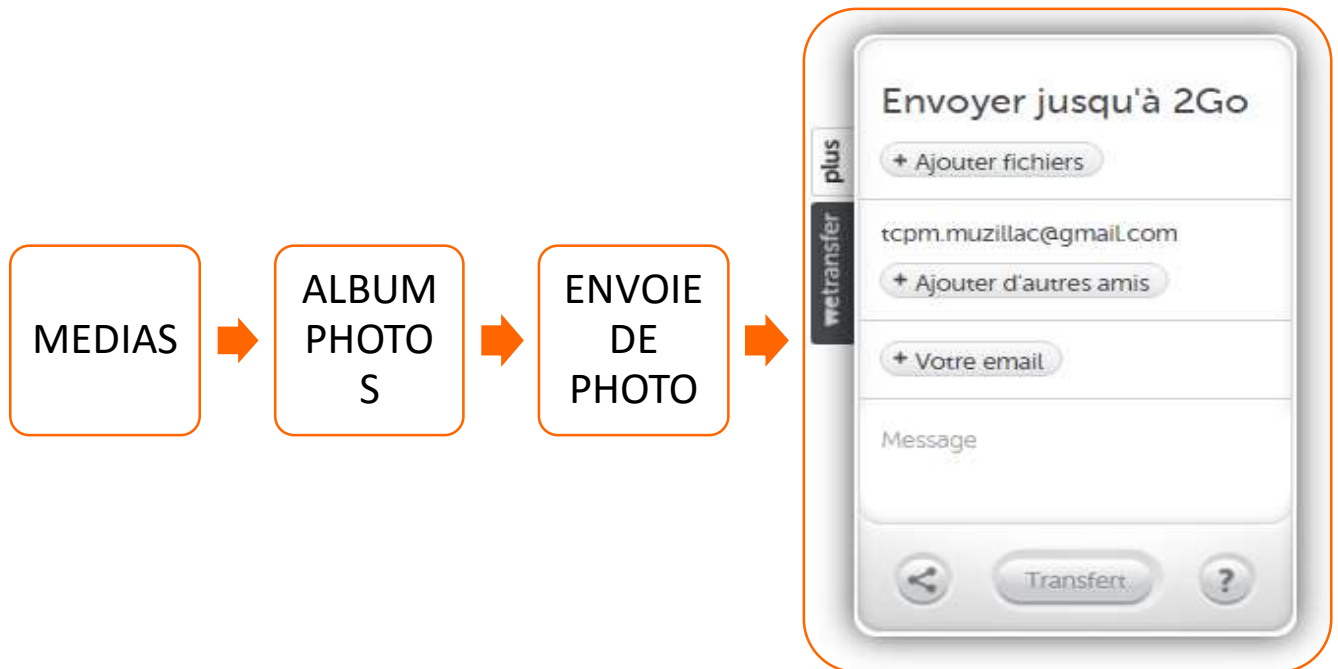 MEDIAS
ALBUM
PHOTO
S
ENVOIE
DE
PHOTO
plus
wetransfer
Envoyer jusqu'à 2Go
+ Ajouter fichiers
tcpm.muzillac@gmail.com
+ Ajouter d'autres amis
+ Votre email
Message
Transfert
?